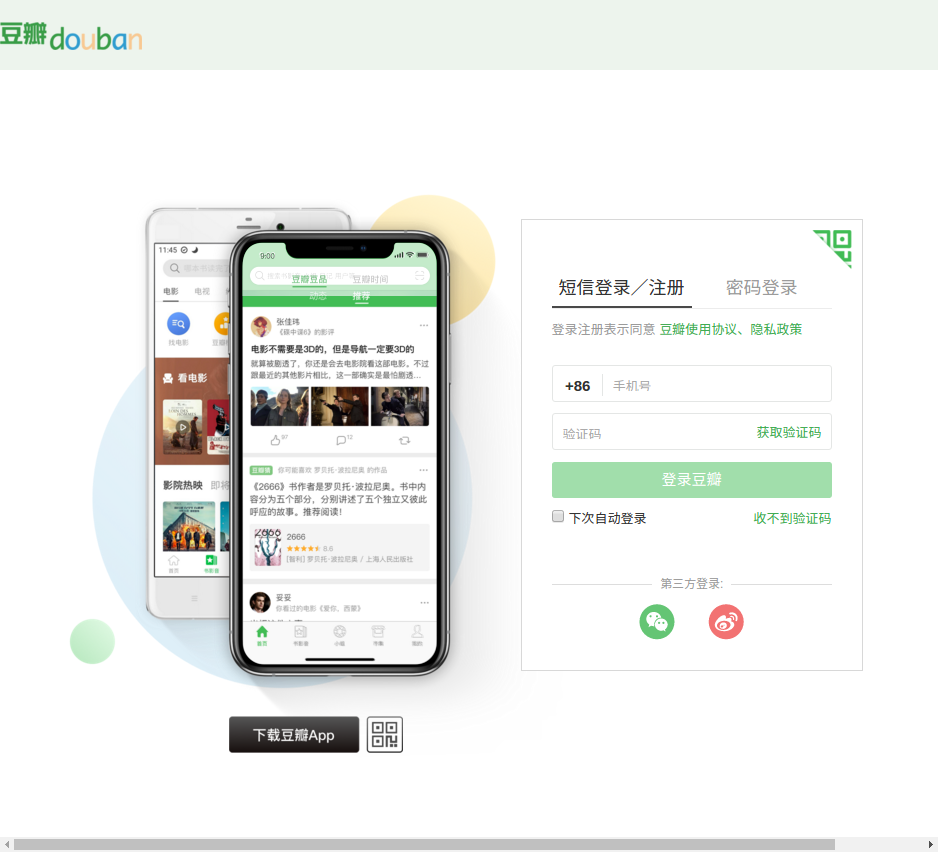 豆瓣douban
11:45
电影 电视
找电影
看电影
影院热映 即将
首页 书影音
9:00
豆瓣豆品 豆瓣时间
动态 推荐
张佳玮
《碟中谍6》的影评
电影不需要是3D的，但是导航一定要3D的
就算被剧透了，你还是会去电影院看这部电影。不过
跟最近的其他影片相比，这一部确实是最怕剧透...
97 12
豆瓣猜 你可能喜欢 罗贝托·波拉尼奥 的作品
《2666》书作者是罗贝托·波拉尼奥。书中内
容分为五个部分，分别讲述了五个独立又彼此
呼应的故事。推荐阅读！
2666
8.6
[智利] 罗贝托·波拉尼奥 / 上海人民出版社
妥妥
你看过的电影《爱你，西蒙》
首页 书影音 小组 市集 我的
下载豆瓣App
短信登录／注册 密码登录
登录注册表示同意 豆瓣使用协议、隐私政策
+86 手机号
验证码 获取验证码
登录豆瓣
下次自动登录 收不到验证码
第三方登录: